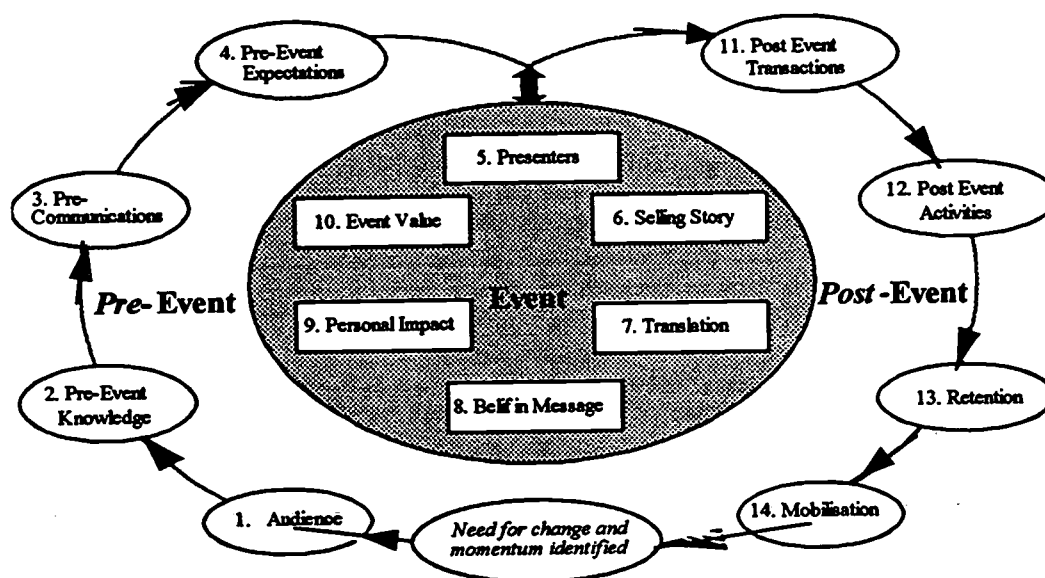 4. Pre-Event
Expectations
11. Post Event
Transactions
5. Presenters
3. Pre-
Communications
10. Event Value
6. Selling Story
12. Post Event
Activities
Pre- Event
Event
Post -Event
9. Personal Impact
7. Translation
2. Pre-Event
Knowledge
8. Belif in Message
13. Retention
1. Audience
Need for change and
momentum identified
14. Mobilisation